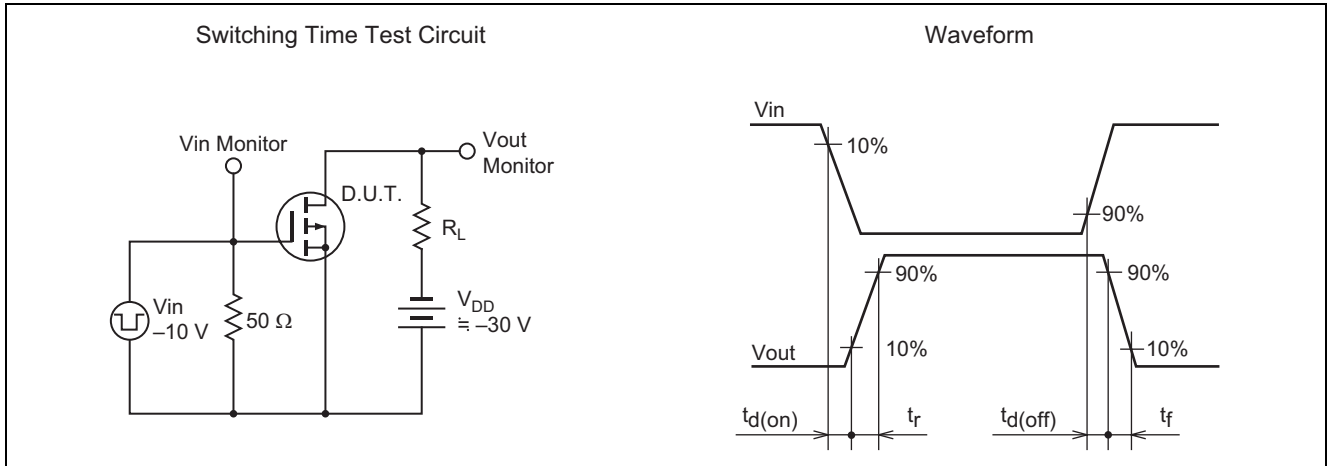 Switching Time Test Circuit
Vin Monitor
D.U.T.
Vout
Monitor
RL
Vin
–10 V
50 Ω
VDD
≒ –30 V
Waveform
Vin
10%
90%
90%
90%
Vout
10%
10%
td(on)
tr
td(off)
tf